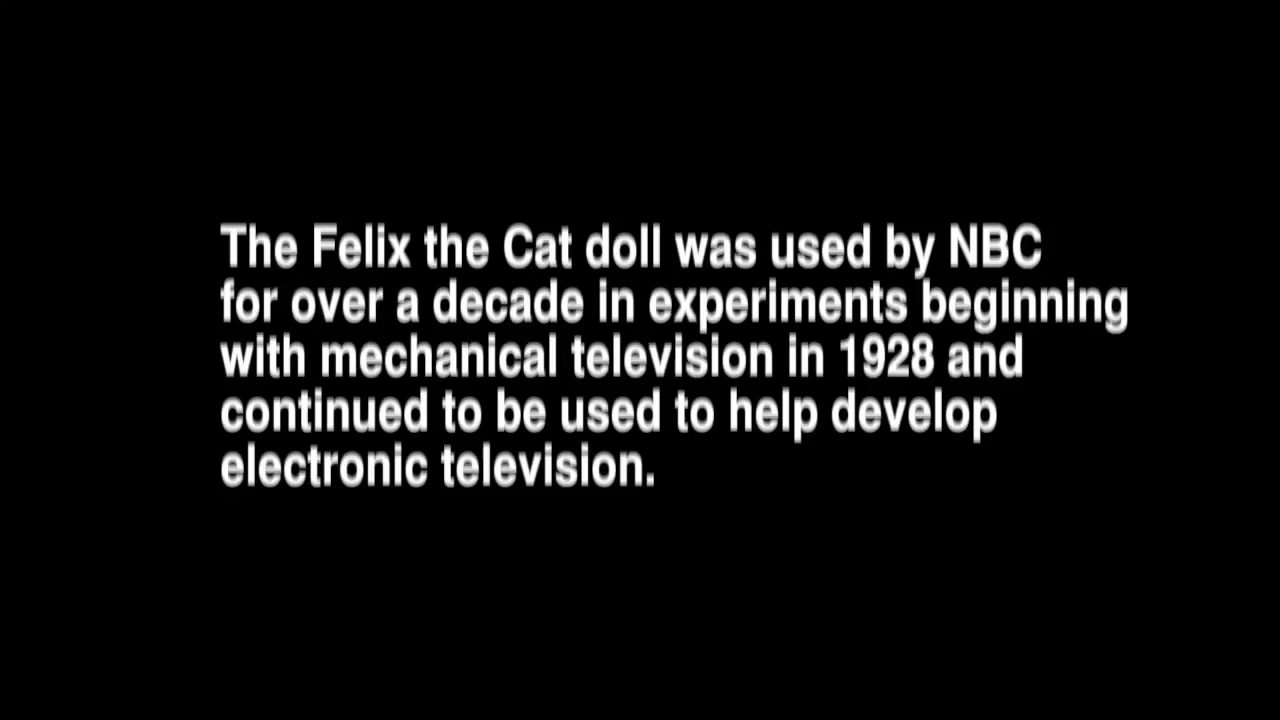 The Felix the Cat doll was used by NBC
for over a decade in experiments beginning
with mechanical television in 1928 and
continued to be used to help develop
electronic television.